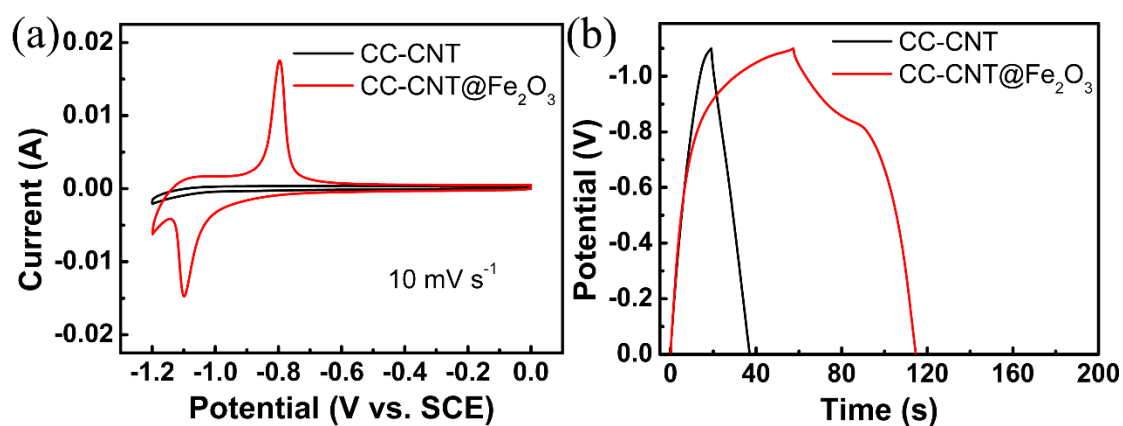 (a)
CC-CNT
CC-CNT@Fe₂O₃
10 mV s⁻¹
Current (A)
0.02
0.01
0.00
-0.01
-0.02
-1.2 -1.0 -0.8 -0.6 -0.4 -0.2 0.0
Potential (V vs. SCE)
(b)
CC-CNT
CC-CNT@Fe₂O₃
Potential (V)
-1.0
-0.8
-0.6
-0.4
-0.2
0.0
0 40 80 120 160 200
Time (s)